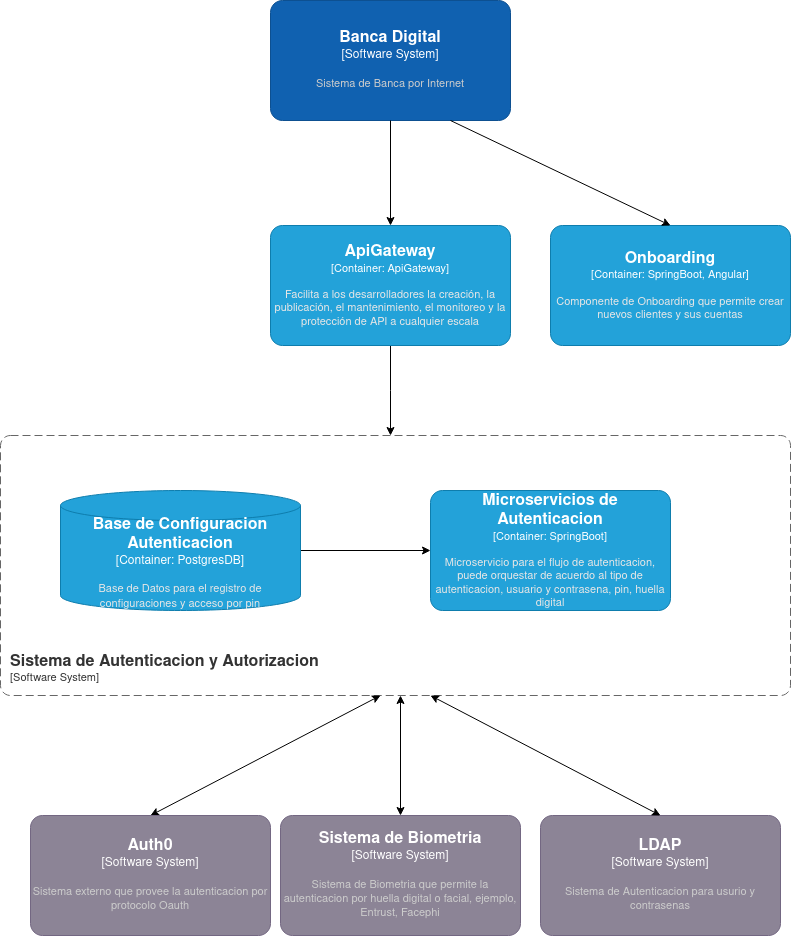 Banca Digital
[Software System]
Sistema de Banca por Internet
ApiGateway
[Container: ApiGateway]
Facilita a los desarrolladores la creación, la
publicación, el mantenimiento, el monitoreo y la
protección de API a cualquier escala
Onboarding
[Container: SpringBoot, Angular]
Componente de Onboarding que permite crear
nuevos clientes y sus cuentas
Base de Configuracion
Autenticacion
[Container: PostgresDB]
Base de Datos para el registro de
configuraciones y acceso por pin
Microservicios de
Autenticacion
[Container: SpringBoot]
Microservicio para el flujo de autenticacion,
puede orquestar de acuerdo al tipo de
autenticacion, usuario y contrasena, pin, huella
digital
Sistema de Autenticacion y Autorizacion
[Software System]
Auth0
[Software System]
Sistema externo que provee la autenticacion por
protocolo Oauth
Sistema de Biometria
[Software System]
Sistema de Biometria que permite la
autenticacion por huella digital o facial, ejemplo,
Entrust, Facephi
LDAP
[Software System]
Sistema de Autenticacion para usurio y
contrasenas